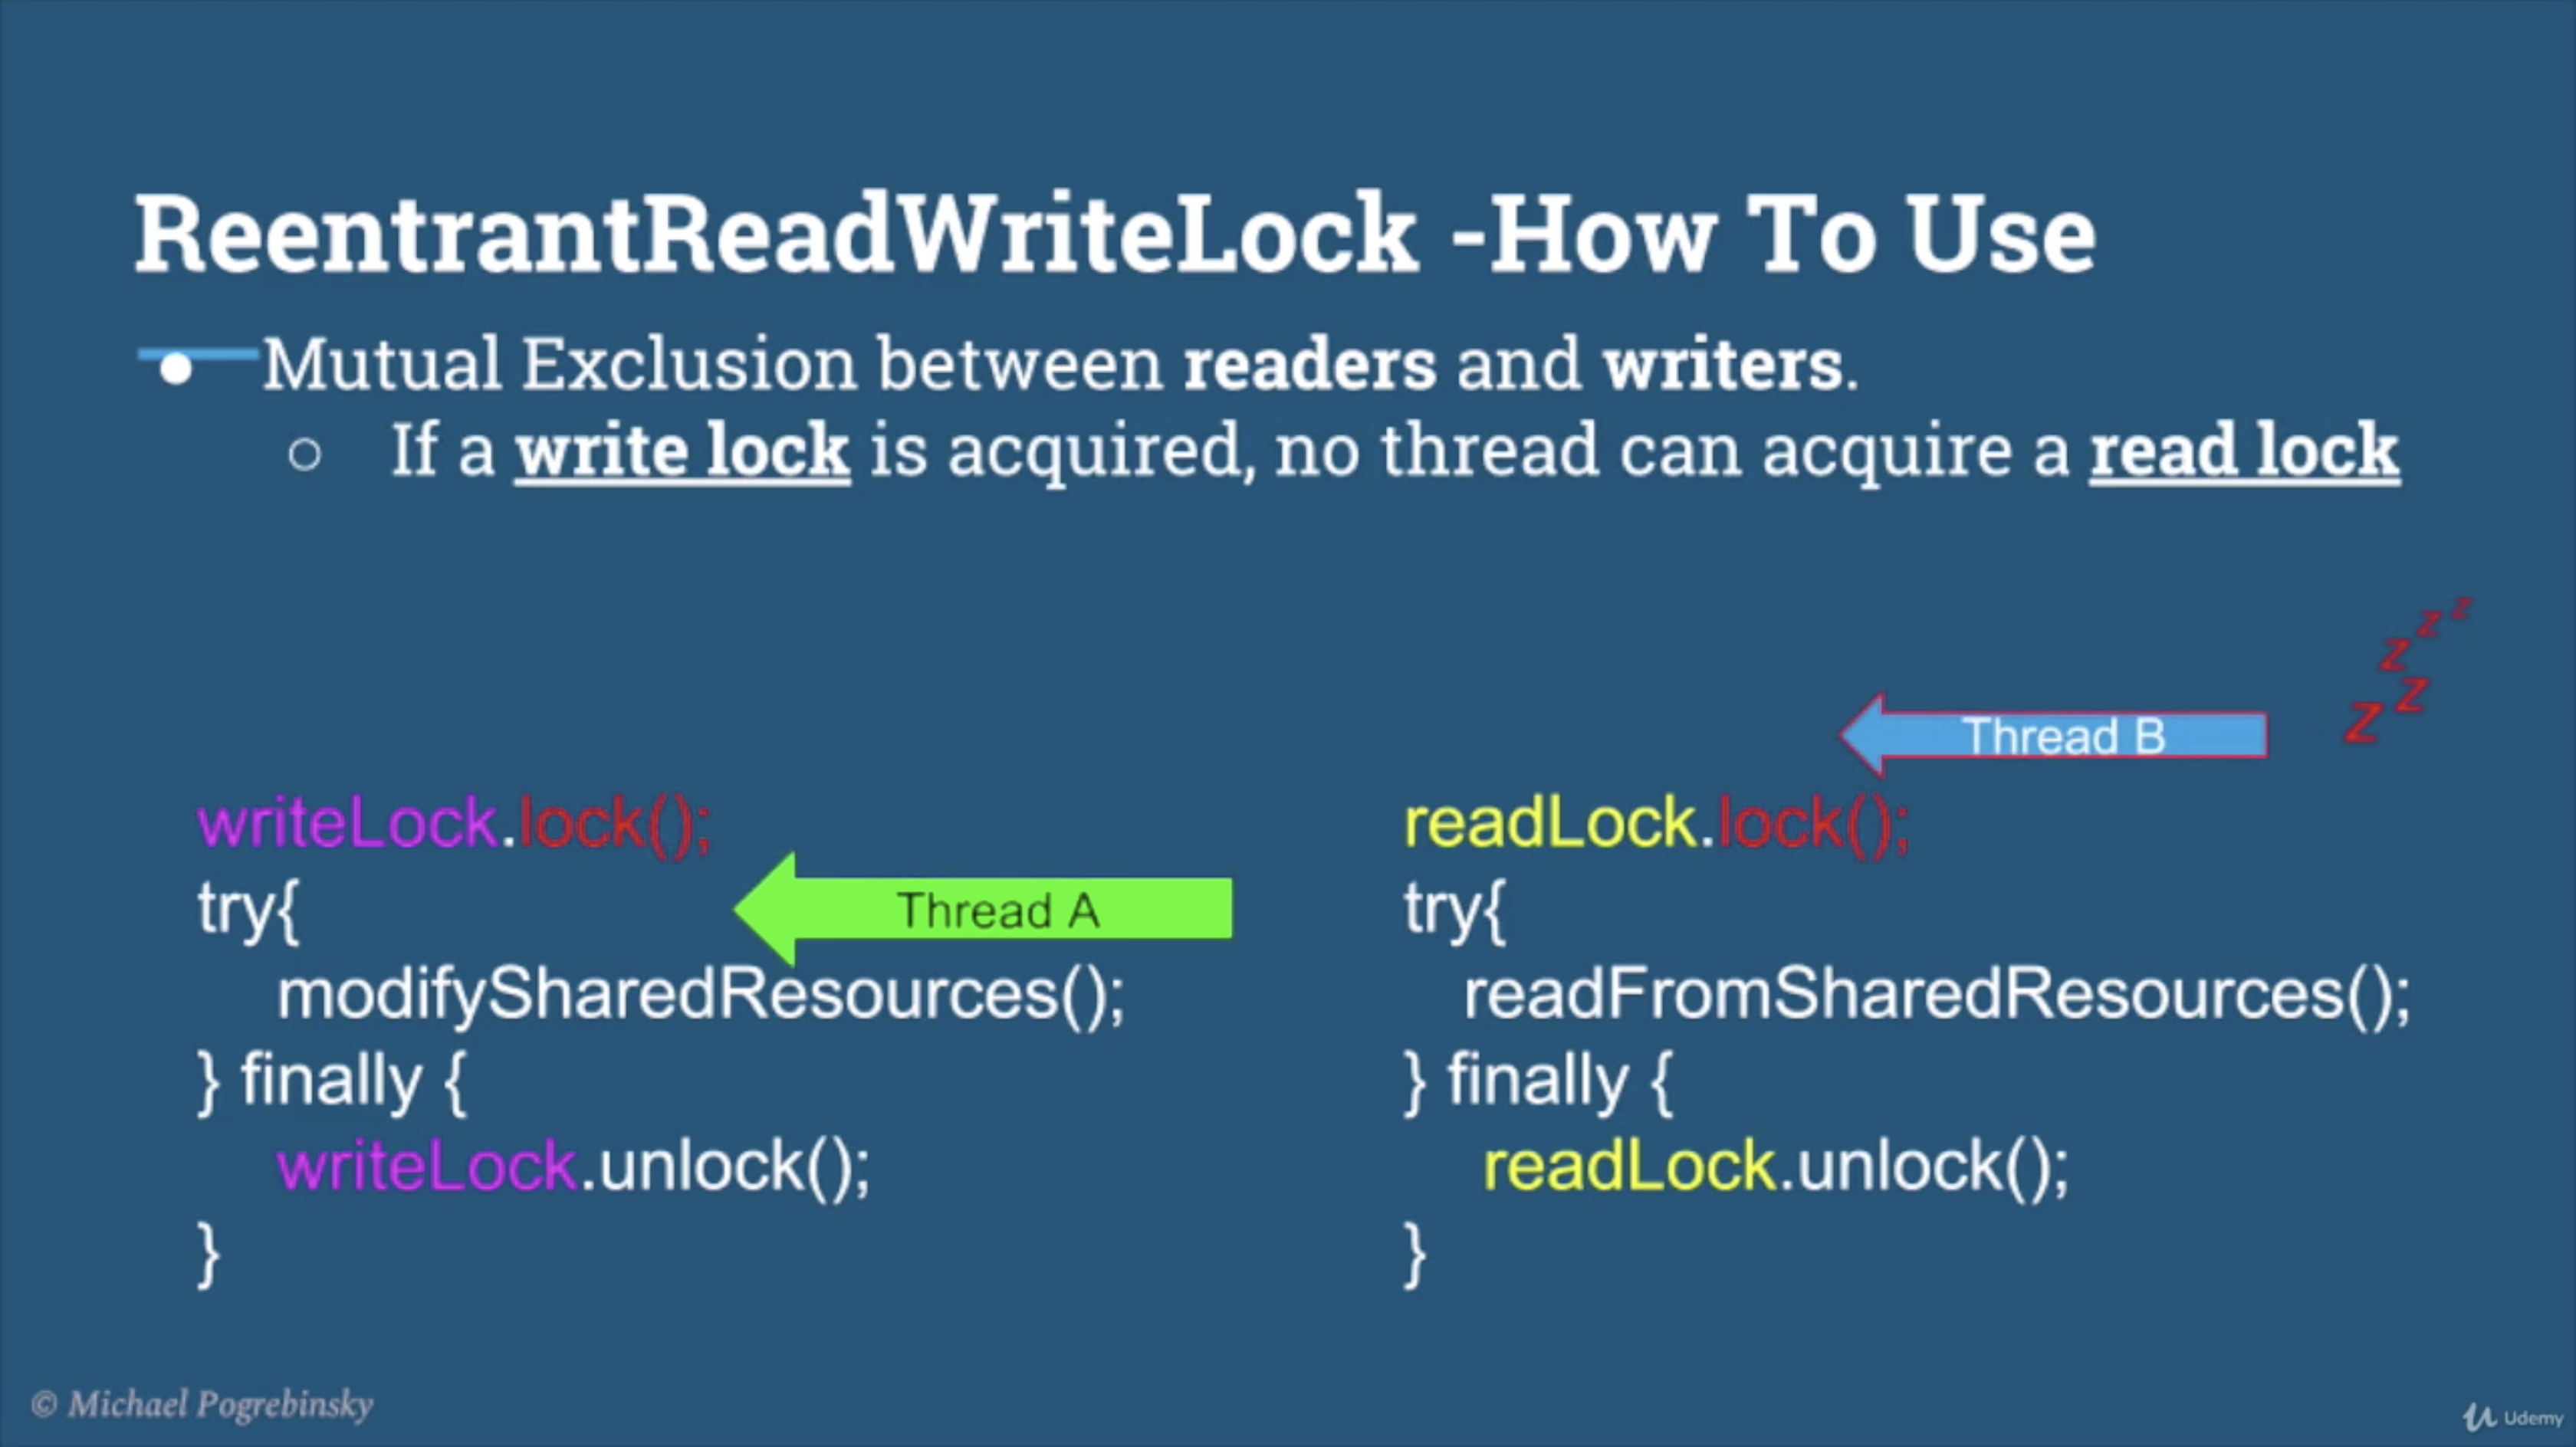 ReentrantReadWriteLock -How To Use
● Mutual Exclusion between readers and writers.
○ If a write lock is acquired, no thread can acquire a read lock
z
z
z
z
z
Thread B
writeLock.lock();
try{
Thread A
modifySharedResources();
} finally {
writeLock.unlock();
}
readLock.lock();
try{
readFromSharedResources();
} finally {
readLock.unlock();
}
© Michael Pogrebinsky
Udemy